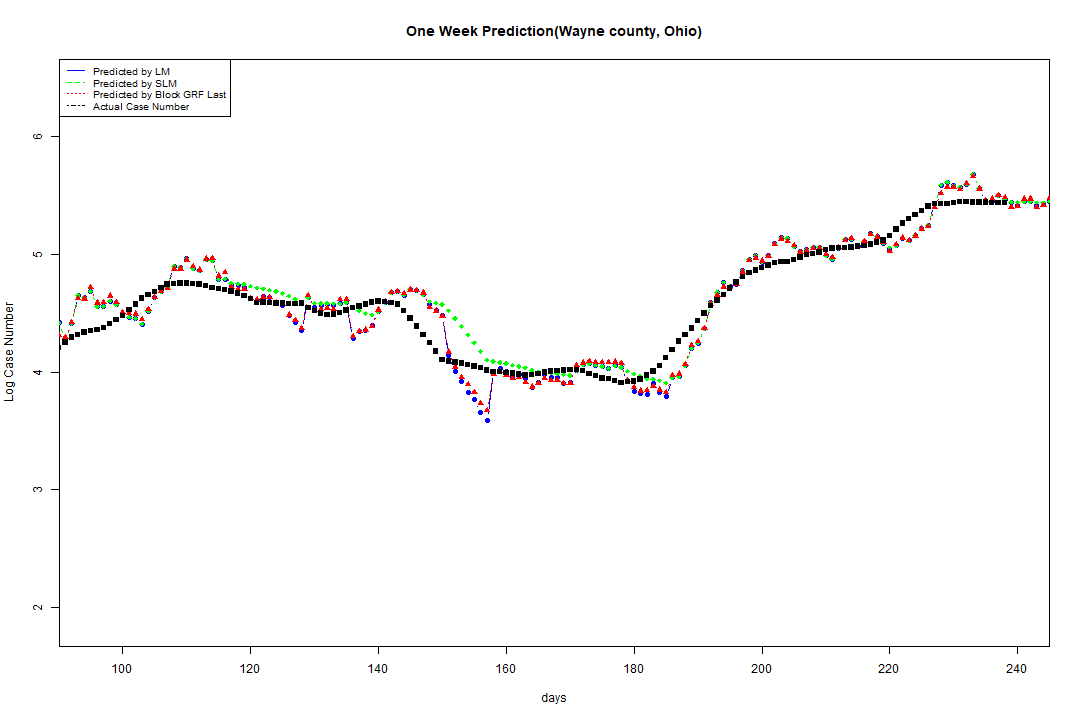 One Week Prediction(Wayne county, Ohio)
Predicted by LM
Predicted by SLM
Predicted by Block GRF Last
Actual Case Number
6
5
4
3
2
Log Case Number
100 120 140 160 180 200 220 240
days